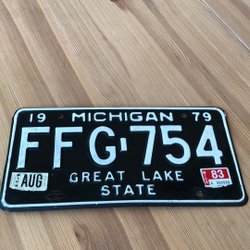 19 MICHIGAN 79
FFG-754
AUG 83
GREAT LAKE
STATE